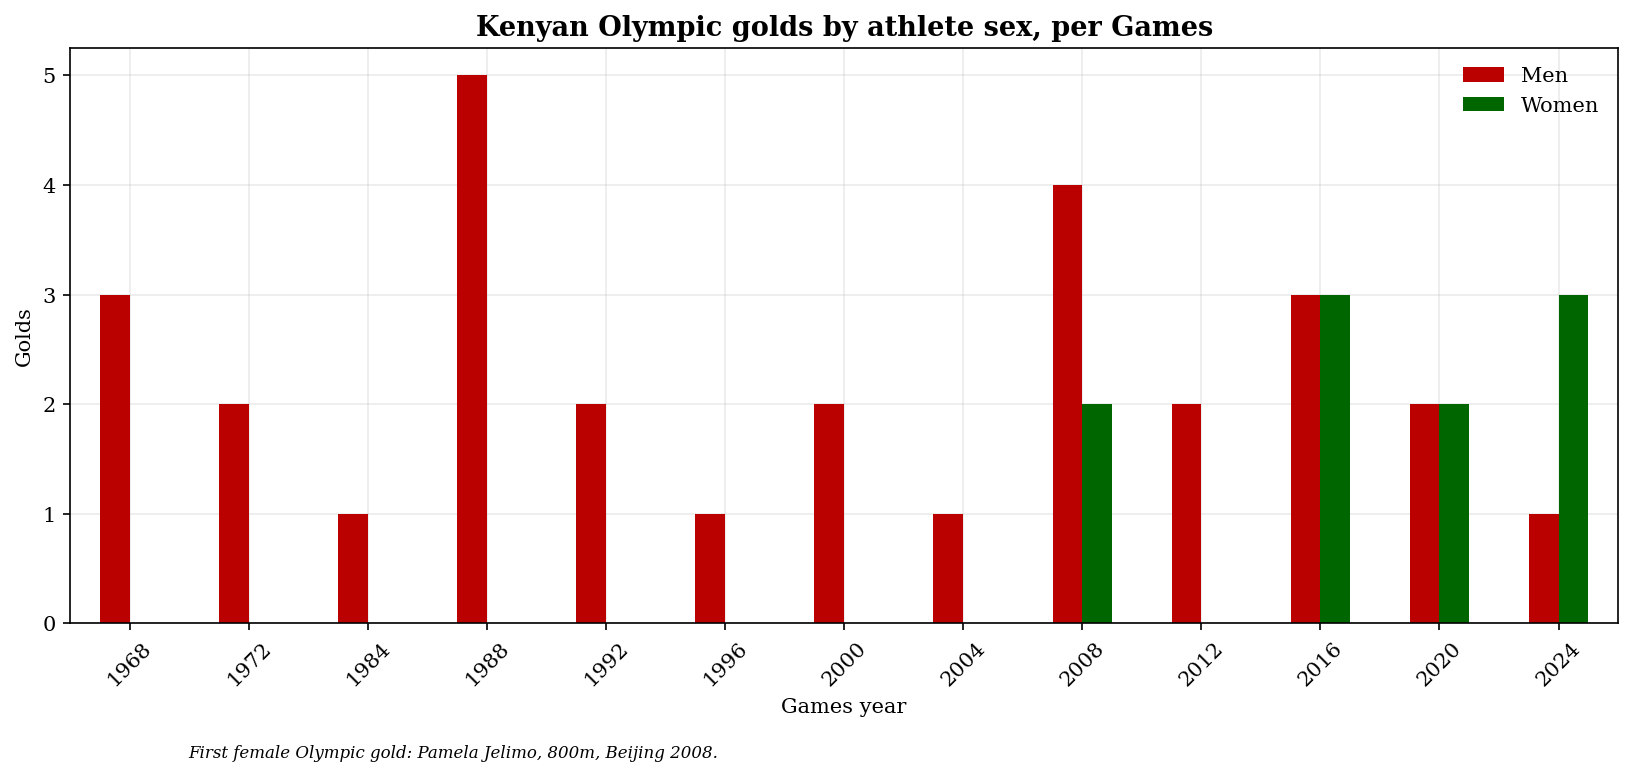 Kenyan Olympic golds by athlete sex, per Games
Men
Women
Golds
5
4
3
2
1
0
1968 1972 1984 1988 1992 1996 2000 2004 2008 2012 2016 2020 2024
Games year
First female Olympic gold: Pamela Jelimo, 800m, Beijing 2008.